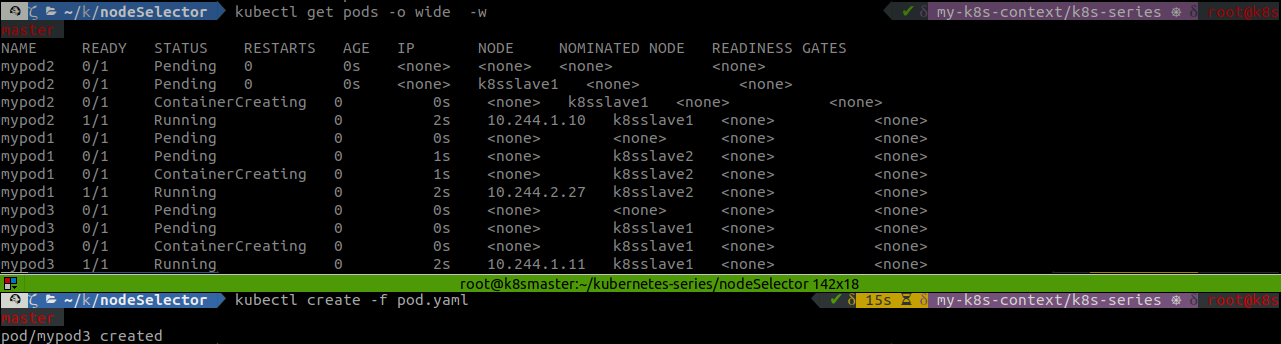 ~/k/nodeSelector kubectl get pods -o wide -w my-k8s-context/k8s-series root@k8s
master
NAME READY STATUS RESTARTS AGE IP NODE NOMINATED NODE READINESS GATES
mypod2 0/1 Pending 0 0s <none> <none> <none> <none>
mypod2 0/1 Pending 0 0s <none> k8sslave1 <none> <none>
mypod2 0/1 ContainerCreating 0 0s <none> k8sslave1 <none> <none>
mypod2 1/1 Running 0 2s 10.244.1.10 k8sslave1 <none> <none>
mypod1 0/1 Pending 0 0s <none> <none> <none> <none>
mypod1 0/1 Pending 0 1s <none> k8sslave2 <none> <none>
mypod1 0/1 ContainerCreating 0 1s <none> k8sslave2 <none> <none>
mypod1 1/1 Running 0 2s 10.244.2.27 k8sslave2 <none> <none>
mypod3 0/1 Pending 0 0s <none> <none> <none> <none>
mypod3 0/1 Pending 0 0s <none> k8sslave1 <none> <none>
mypod3 0/1 ContainerCreating 0 0s <none> k8sslave1 <none> <none>
mypod3 1/1 Running 0 2s 10.244.1.11 k8sslave1 <none> <none>
root@k8smaster:~/kubernetes-series/nodeSelector 142x18
~/k/nodeSelector kubectl create -f pod.yaml 15s my-k8s-context/k8s-series root@k8s
master
pod/mypod3 created